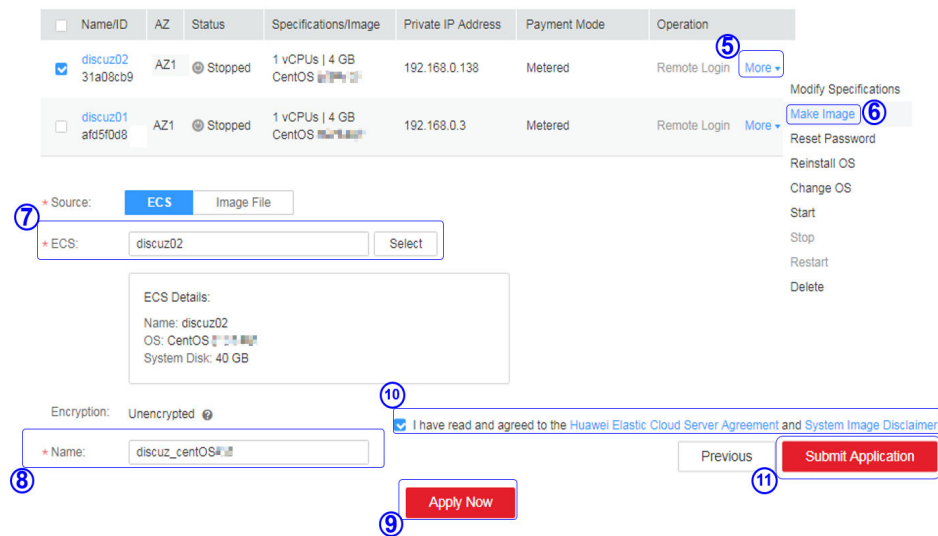 Name/ID AZ Status Specifications/Image Private IP Address Payment Mode Operation
⑤
discuz02 AZ1 Stopped 1 vCPUs | 4 GB 192.168.0.138 Metered Remote Login More
31a08cb9 CentOS
Modify Specifications
Make Image ⑥
discuz01 AZ1 Stopped 1 vCPUs | 4 GB 192.168.0.3 Metered Remote Login More
afd5f0d8 CentOS
Reset Password
Reinstall OS
Change OS
Start
Stop
Restart
Delete
* Source: ECS Image File
⑦
* ECS: discuz02 Select
ECS Details:
Name: discuz02
OS: CentOS
System Disk: 40 GB
⑩
Encryption: Unencrypted ?
I have read and agreed to the Huawei Elastic Cloud Server Agreement and System Image Disclaimer
* Name: discuz_centOS
⑧
Previous Submit Application
⑪
Apply Now
⑨